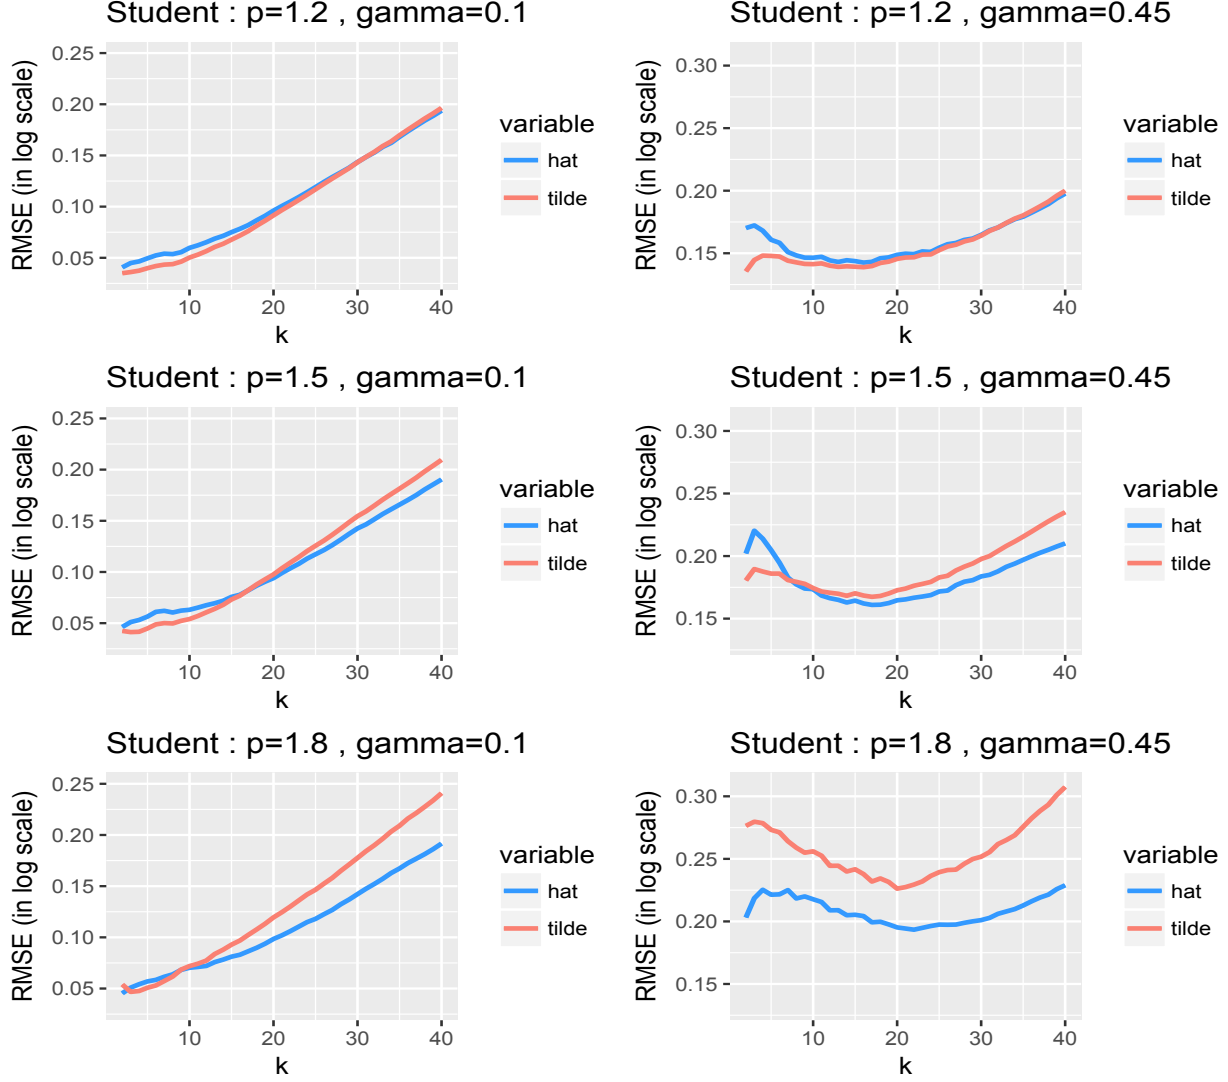 Student : p=1.2 , gamma=0.1
RMSE (in log scale)
0.25
0.20
0.15
0.10
0.05
10 20 30 40
k
variable
hat
tilde
Student : p=1.2 , gamma=0.45
RMSE (in log scale)
0.30
0.25
0.20
0.15
10 20 30 40
k
variable
hat
tilde
Student : p=1.5 , gamma=0.1
RMSE (in log scale)
0.25
0.20
0.15
0.10
0.05
10 20 30 40
k
variable
hat
tilde
Student : p=1.5 , gamma=0.45
RMSE (in log scale)
0.30
0.25
0.20
0.15
10 20 30 40
k
variable
hat
tilde
Student : p=1.8 , gamma=0.1
RMSE (in log scale)
0.25
0.20
0.15
0.10
0.05
10 20 30 40
k
variable
hat
tilde
Student : p=1.8 , gamma=0.45
RMSE (in log scale)
0.30
0.25
0.20
0.15
10 20 30 40
k
variable
hat
tilde